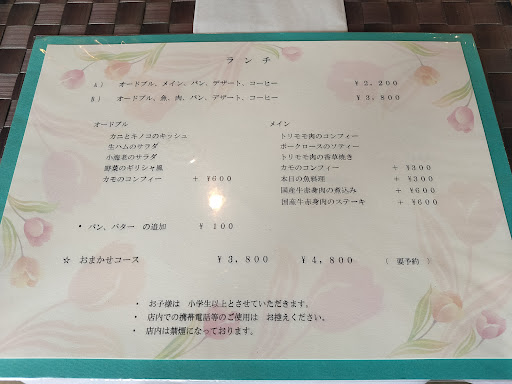 ランチ
A） オードブル、メイン、パン、デザート、コーヒー ￥2,200
B） オードブル、魚、肉、パン、デザート、コーヒー ￥3,800
オードブル
カニとキノコのキッシュ
生ハムのサラダ
小海老のサラダ
野菜のギリシャ風
カモのコンフィー + ￥600
メイン
トリモモ肉のコンフィー
ポークロースのソティー
トリモモ肉の香草焼き
カモのコンフィー + ￥300
本日の魚料理 + ￥300
国産牛赤身肉の煮込み + ￥600
国産牛赤身肉のステーキ + ￥600
・パン、バター の追加 ￥ 100
☆ おまかせコース ￥3,800 ￥4,800 （ 要予約 ）
・ お子様は 小学生以上とさせていただきます。
・ 店内での携帯電話等のご使用は お控えください。
・ 店内は禁煙になっております。